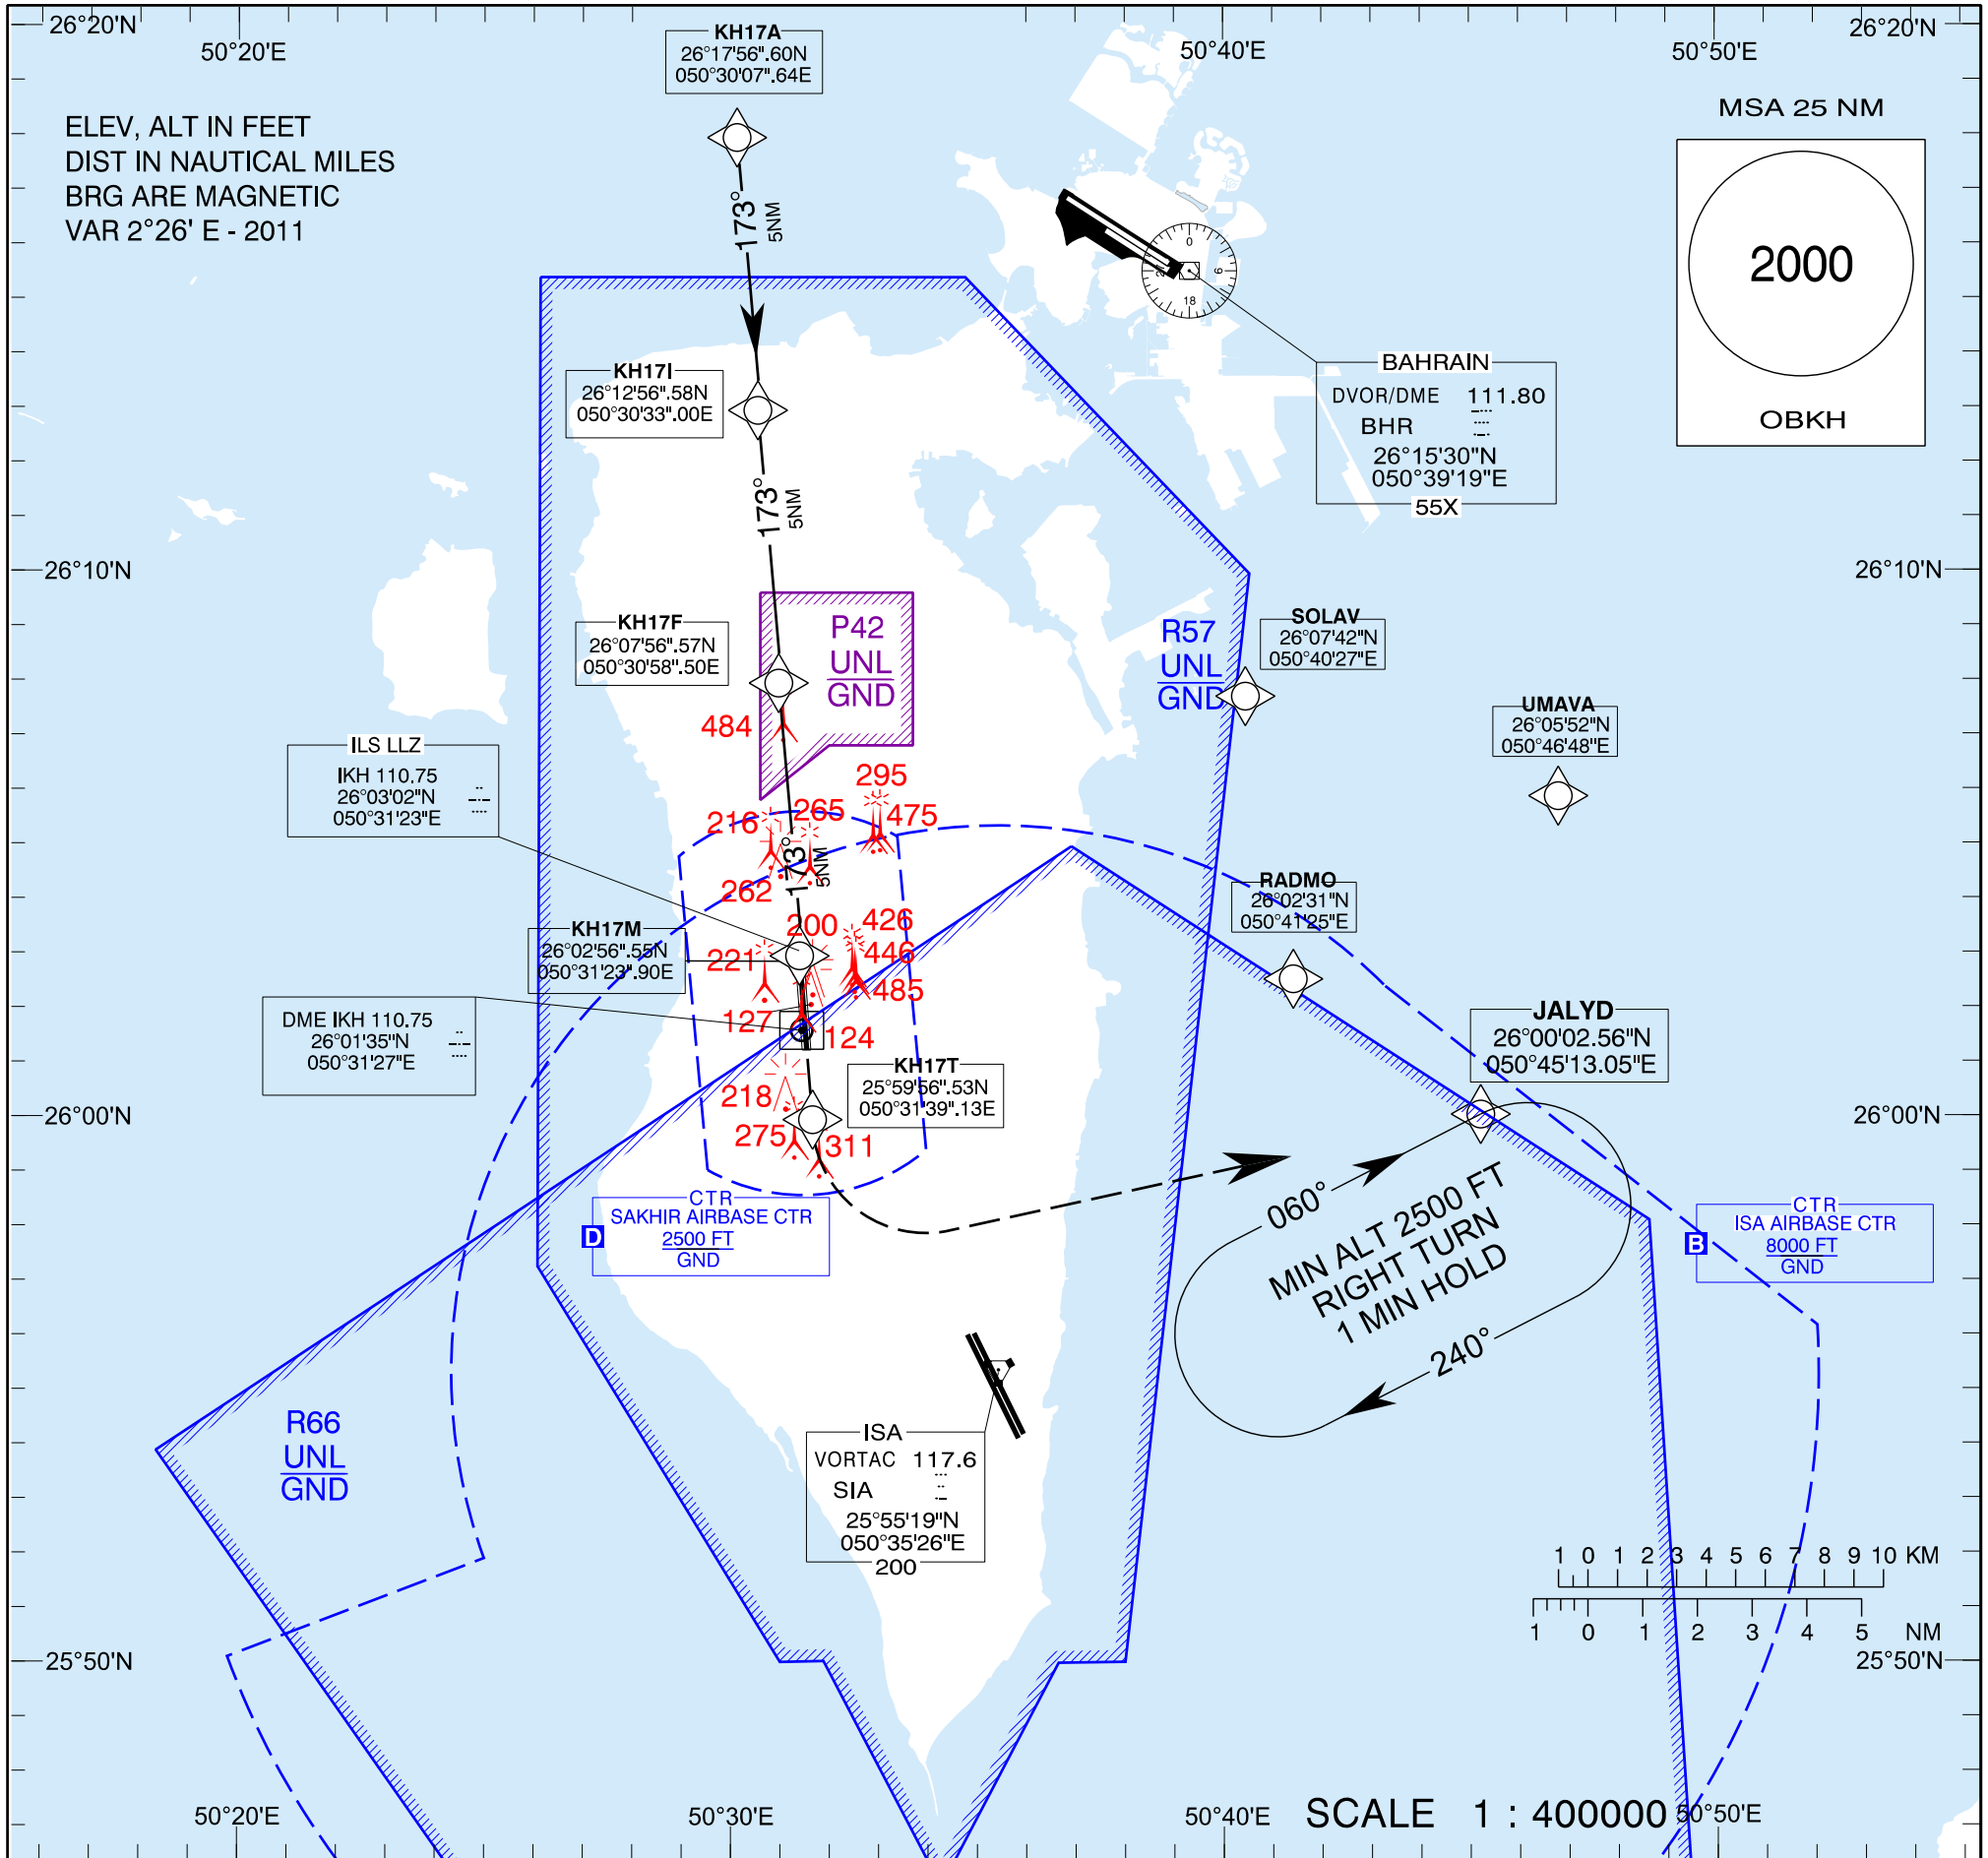 26°20'N
26°20'N
50°20'E
50°40'E
50°50'E
KH17A
26°17'56".60N
050°30'07".64E
ELEV, ALT IN FEET
DIST IN NAUTICAL MILES
BRG ARE MAGNETIC
VAR 2°26' E - 2011
MSA 25 NM
2000
OBKH
173°
5NM
0
6
18
BAHRAIN
DVOR/DME 111.80
BHR
26°15'30"N
050°39'19"E
55X
KH17I
26°12'56".58N
050°30'33".00E
173°
5NM
26°10'N
26°10'N
KH17F
26°07'56".57N
050°30'58".50E
P42
UNL
GND
R57
UNL
GND
SOLAV
26°07'42"N
050°40'27"E
UMAVA
26°05'52"N
050°46'48"E
484
ILS LLZ
IKH 110.75
26°03'02"N
050°31'23"E
295
216
265
475
173°
5NM
262
RADMO
26°02'31"N
050°41'25"E
KH17M
26°02'56".55N
050°31'23".90E
200
426
221
446
485
DME IKH 110.75
26°01'35"N
050°31'27"E
127
124
JALYD
26°00'02.56"N
050°45'13.05"E
KH17T
25°59'56".53N
050°31'39".13E
218
275
311
26°00'N
26°00'N
CTR
SAKHIR AIRBASE CTR
2500 FT
GND
D
060°
MIN ALT 2500 FT
RIGHT TURN
1 MIN HOLD
240°
CTR
ISA AIRBASE CTR
8000 FT
GND
B
R66
UNL
GND
ISA
VORTAC 117.6
SIA
25°55'19"N
050°35'26"E
200
1 0 1 2 3 4 5 6 7 8 9 10 KM
1 0 1 2 3 4 5 NM
25°50'N
25°50'N
50°20'E
50°30'E
50°40'E
SCALE 1 : 400000
50°50'E